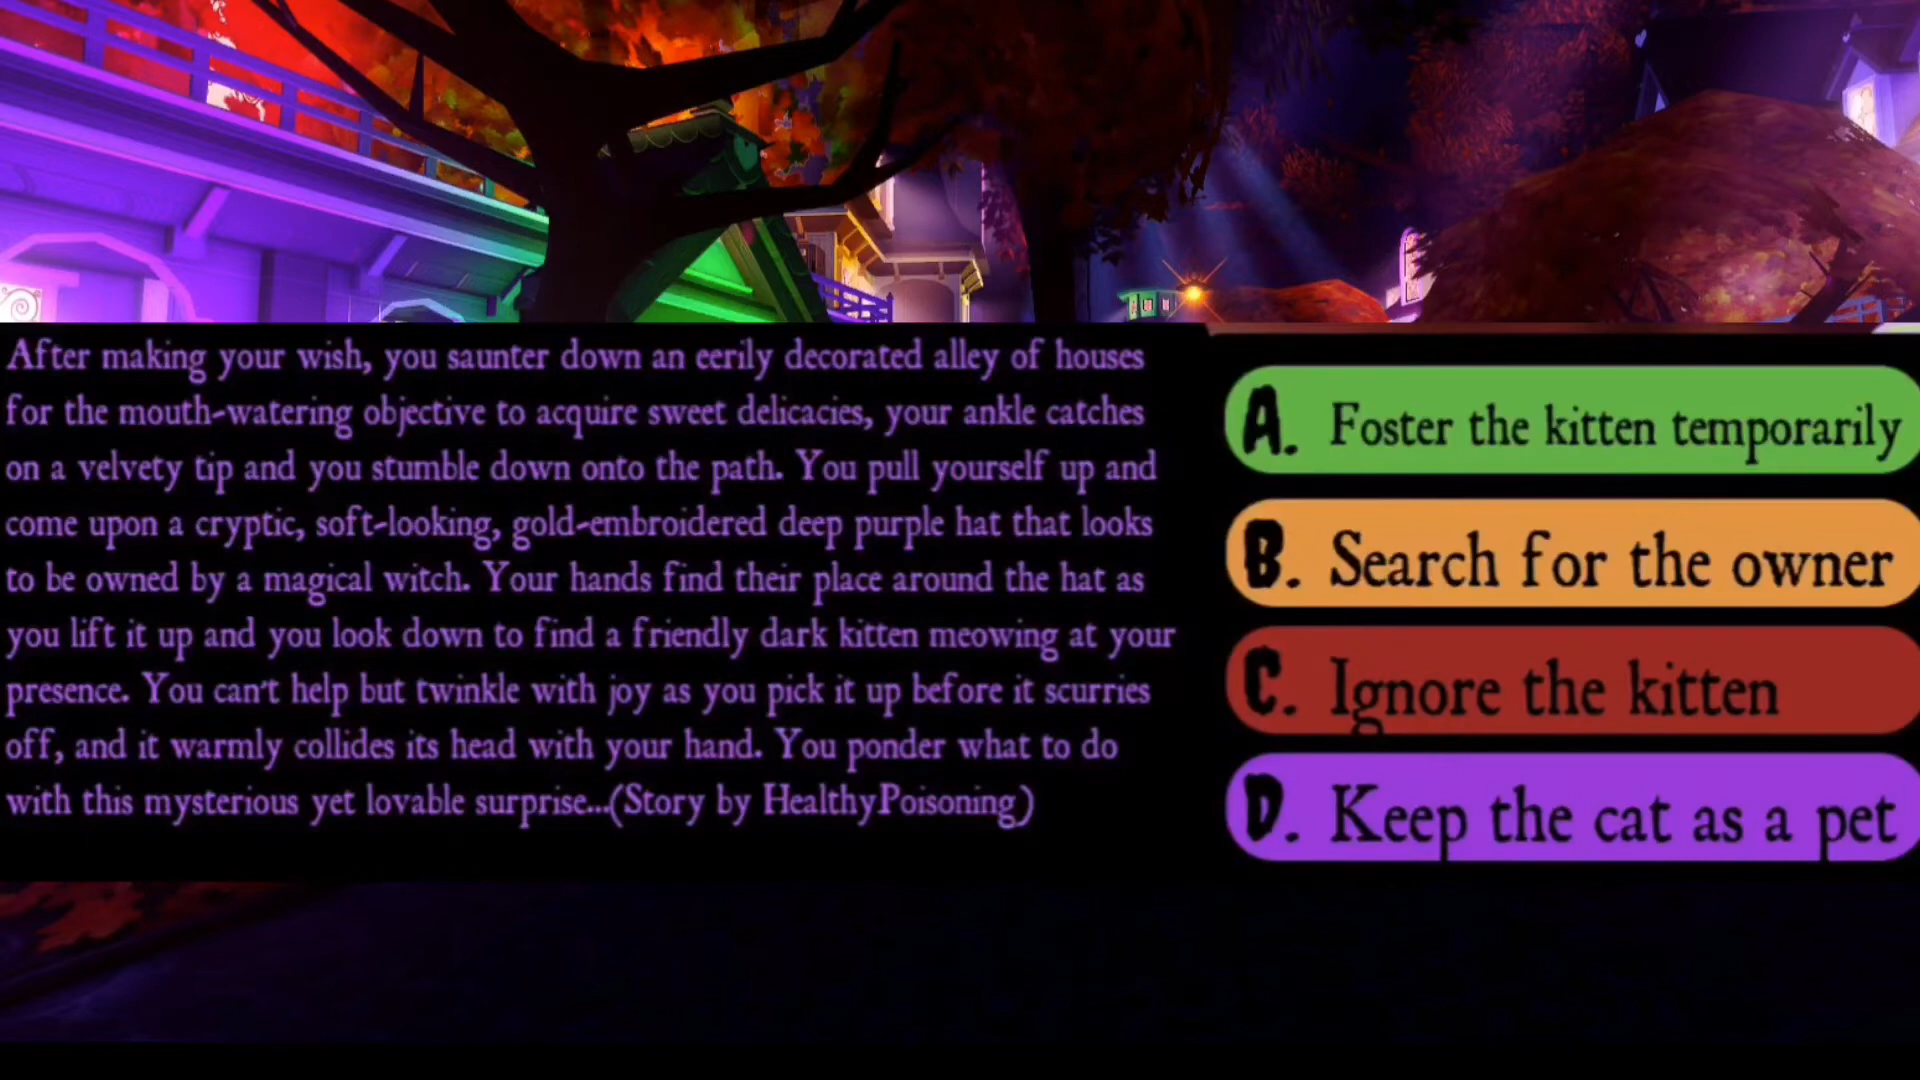 After making your wish, you saunter down an eerily decorated alley of houses
for the mouth-watering objective to acquire sweet delicacies, your ankle catches
on a velvety tip and you stumble down onto the path. You pull yourself up and
come upon a cryptic, soft-looking, gold-embroidered deep purple hat that looks
to be owned by a magical witch. Your hands find their place around the hat as
you lift it up and you look down to find a friendly dark kitten meowing at your
presence. You can't help but twinkle with joy as you pick it up before it scurries
off, and it warmly collides its head with your hand. You ponder what to do
with this mysterious yet lovable surprise...(Story by HealthyPoisoning)
A. Foster the kitten temporarily
B. Search for the owner
C. Ignore the kitten
D. Keep the cat as a pet